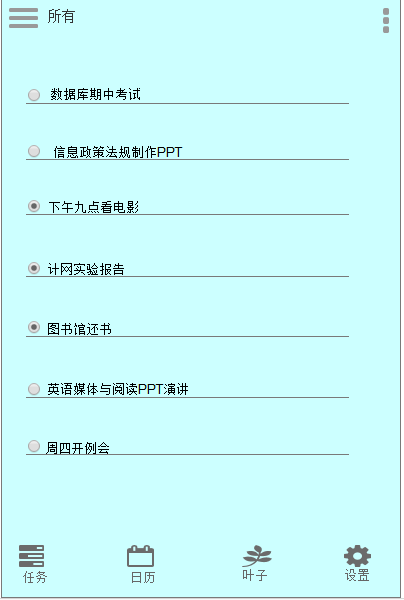 所有
数据库期中考试
信息政策法规制作PPT
下午九点看电影
计网实验报告
图书馆还书
英语媒体与阅读PPT演讲
周四开例会
任务 日历 叶子 设置